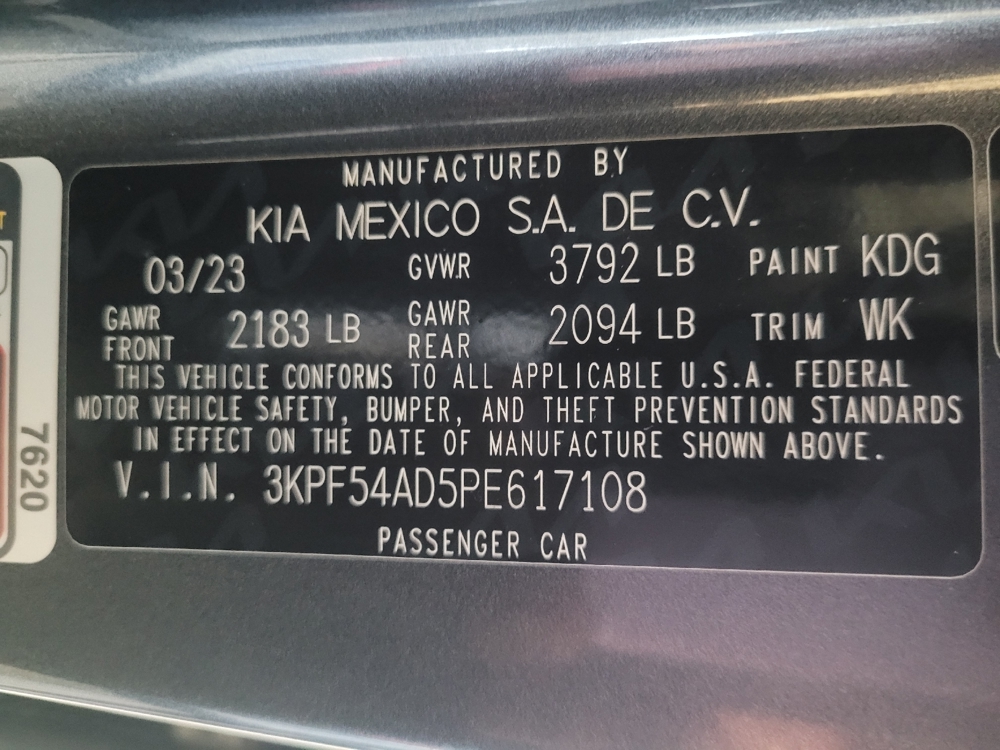 MANUFACTURED BY
KIA MEXICO S.A. DE C.V.
03/23 GVWR 3792 LB PAINT KDG
GAWR FRONT 2183 LB GAWR REAR 2094 LB TRIM WK
THIS VEHICLE CONFORMS TO ALL APPLICABLE U.S.A. FEDERAL
MOTOR VEHICLE SAFETY, BUMPER, AND THEFT PREVENTION STANDARDS
IN EFFECT ON THE DATE OF MANUFACTURE SHOWN ABOVE.
V.I.N. 3KPF54AD5PE617108
PASSENGER CAR
7620